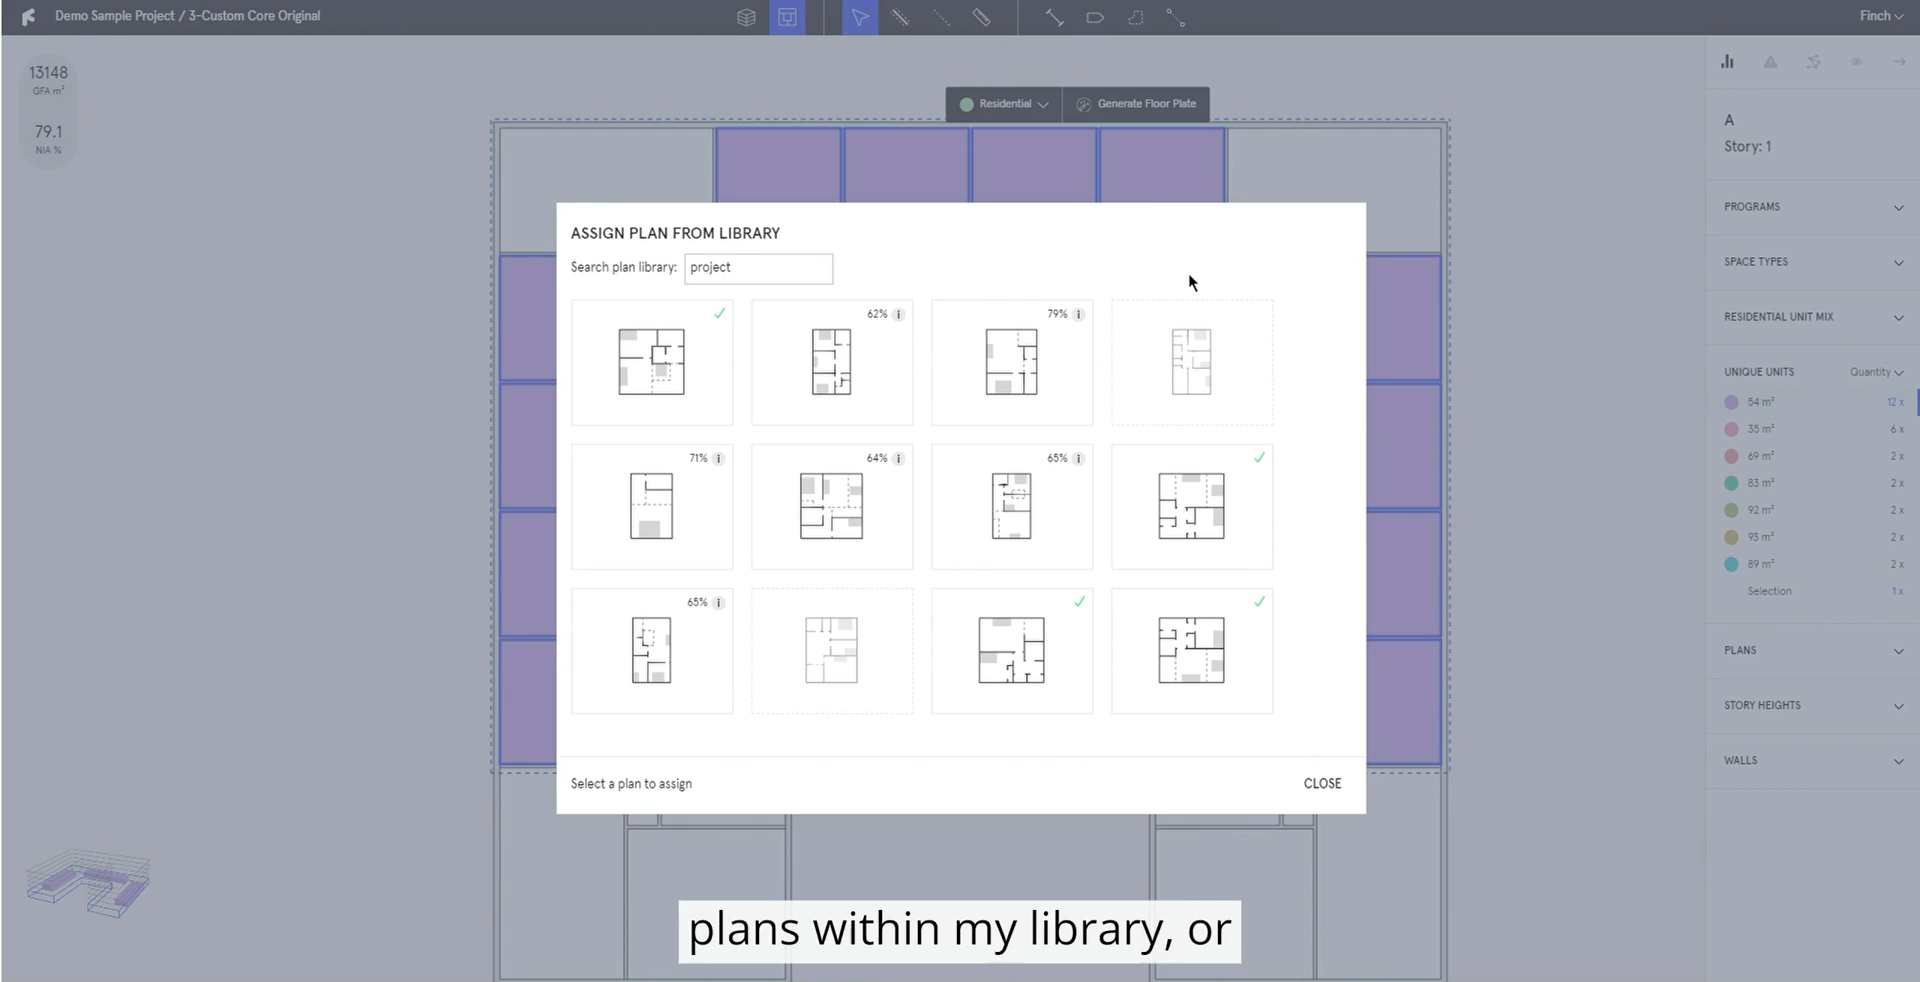 Demo Sample Project / 3-Custom Core Original
Finch
13148
GFA m²
79.1
NIA %
Residential
Generate Floor Plate
A
Story: 1
PROGRAMS
SPACE TYPES
RESIDENTIAL UNIT MIX
UNIQUE UNITS
Quantity
54 m² 12 x
35 m² 6 x
69 m² 2 x
83 m² 2 x
92 m² 2 x
93 m² 2 x
89 m² 2 x
Selection 1 x
PLANS
STORY HEIGHTS
WALLS
ASSIGN PLAN FROM LIBRARY
Search plan library: project
62% i
79% i
71% i
64% i
65% i
65% i
Select a plan to assign
CLOSE
plans within my library, or